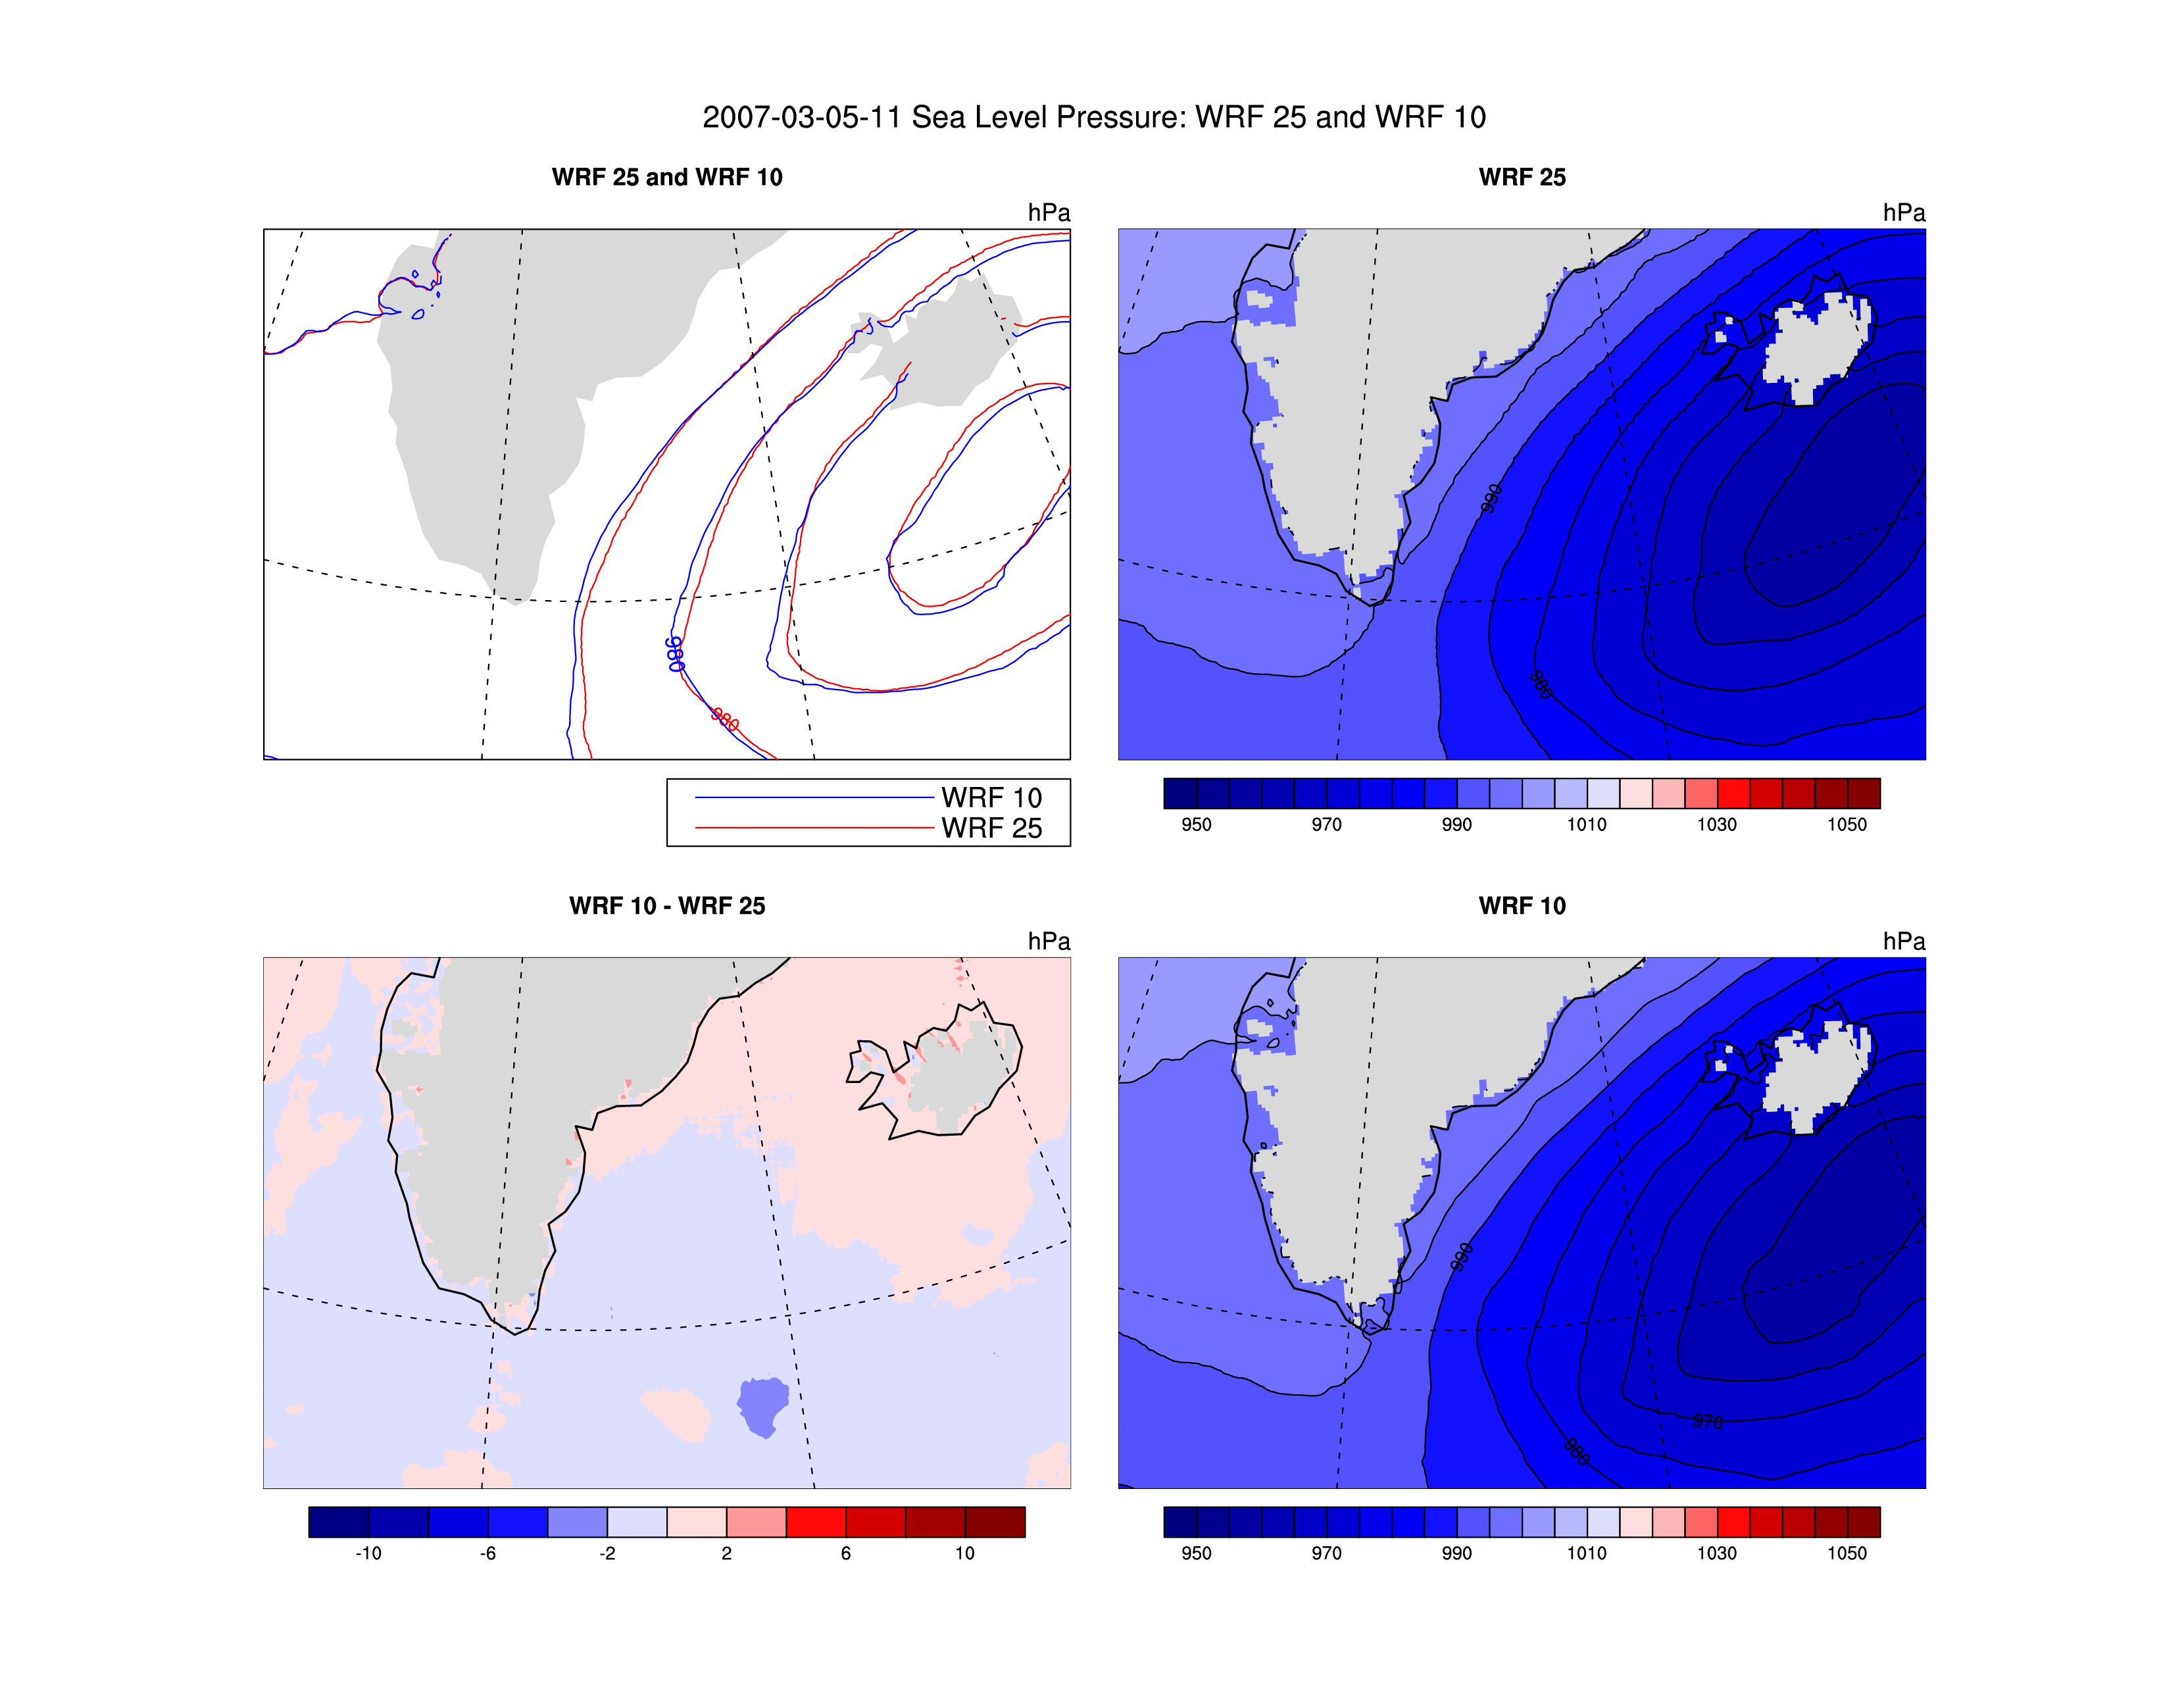 2007-03-05-11 Sea Level Pressure: WRF 25 and WRF 10
WRF 25 and WRF 10
hPa
980
980
WRF 10
WRF 25
WRF 25
hPa
990
980
950 970 990 1010 1030 1050
WRF 10 - WRF 25
hPa
-10 -6 -2 2 6 10
WRF 10
hPa
990
970
980
950 970 990 1010 1030 1050